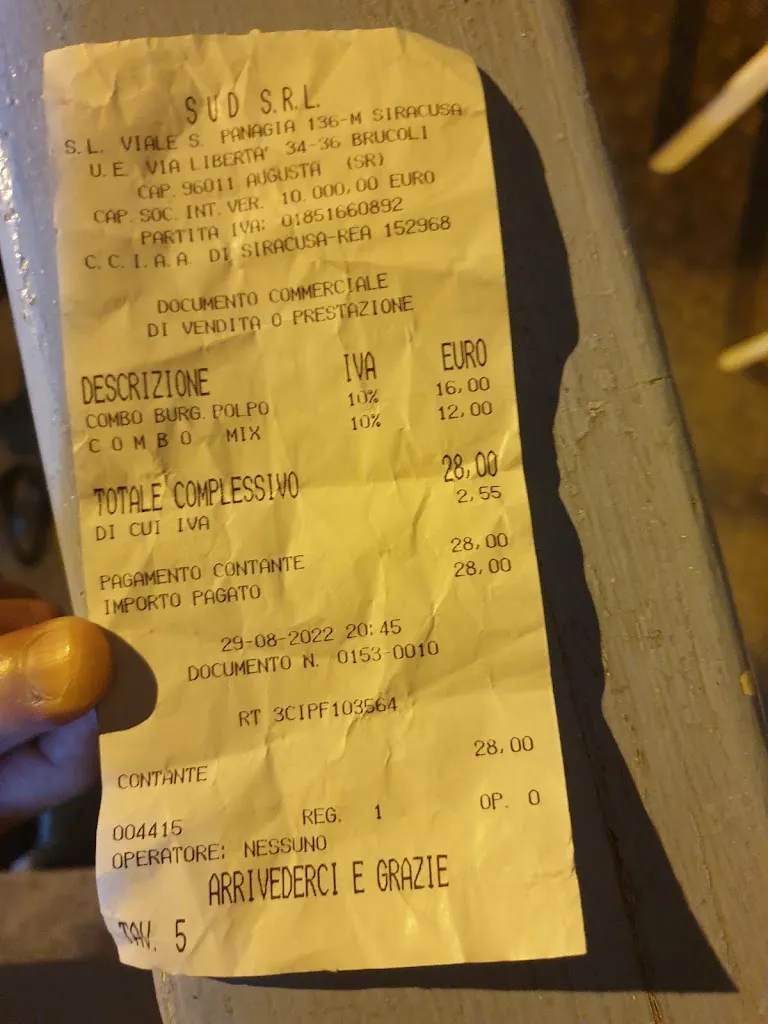 SUD S.R.L.
S.L. VIALE S. PANAGIA 136-M SIRACUSA
U.E. VIA LIBERTA' 34-36 BRUCOLI
CAP.96011 AUGUSTA (SR)
CAP.SOC.INT.VER. 10.000,00 EURO
PARTITA IVA: 01851660892
C.C.I.A.A. DI SIRACUSA-REA 152968
DOCUMENTO COMMERCIALE
DI VENDITA O PRESTAZIONE
DESCRIZIONE IVA EURO
COMBO BURG.POLPO 10% 16,00
COMBO MIX 10% 12,00
TOTALE COMPLESSIVO 28,00
DI CUI IVA 2,55
PAGAMENTO CONTANTE 28,00
IMPORTO PAGATO 28,00
29-08-2022 20:45
DOCUMENTO N. 0153-0010
RT 3CIPF103564
CONTANTE 28,00
004415 REG. 1 OP. 0
OPERATORE: NESSUNO
ARRIVEDERCI E GRAZIE
TAV. 5